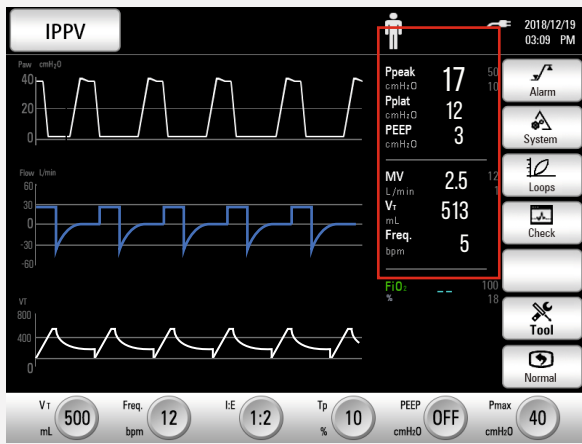 IPPV
2018/12/19
03:09 PM
Paw cmH₂O
40
20
0
Flow L/min
60
30
0
-30
-60
VT
800
400
0
Ppeak
cmH₂O
17
50
10
Pplat
cmH₂O
12
PEEP
cmH₂O
3
MV
L/min
2.5
12
1
VT
mL
513
Freq.
bpm
5
FiO₂
%
--
100
18
Alarm
System
Loops
Check
Tool
Normal
VT
mL
500
Freq.
bpm
12
I:E
1:2
Tp
%
10
PEEP
cmH₂O
OFF
Pmax
cmH₂O
40